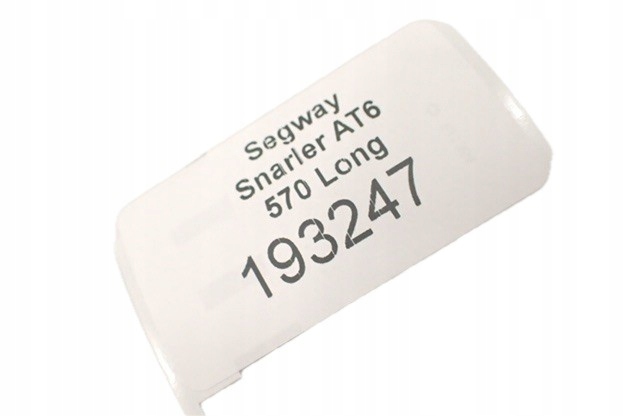 Segway
Snarler AT6
570 Long
193247